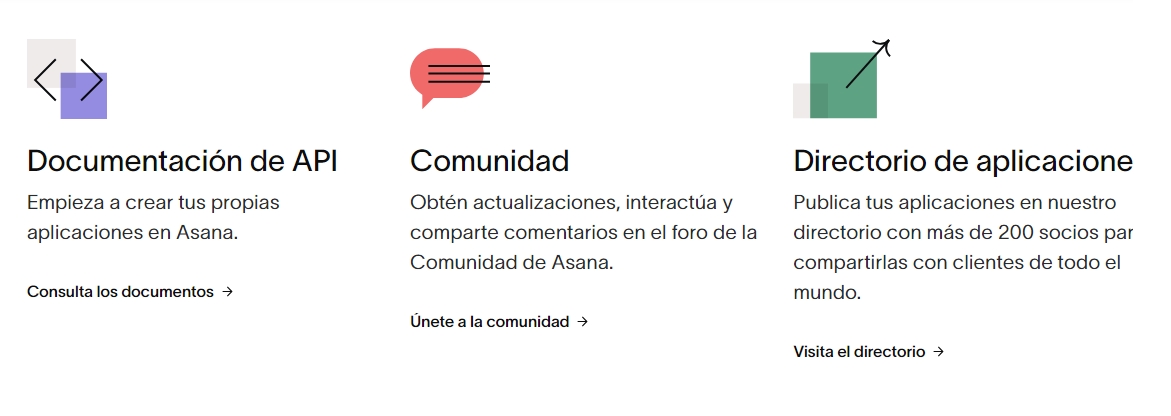 Documentación de API
Empieza a crear tus propias
aplicaciones en Asana.
Consulta los documentos →
Comunidad
Obtén actualizaciones, interactúa y
comparte comentarios en el foro de la
Comunidad de Asana.
Únete a la comunidad →
Directorio de aplicacione
Publica tus aplicaciones en nuestro
directorio con más de 200 socios par
compartirlas con clientes de todo el
mundo.
Visita el directorio →